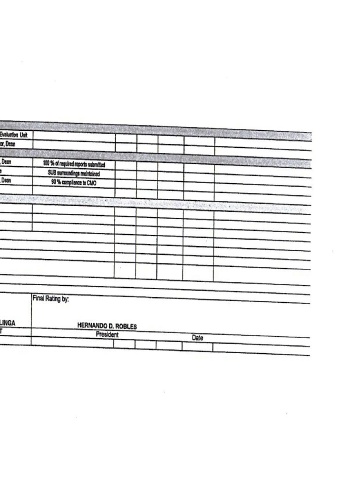 Evaluation Unit
or, Dean
, Dean 100 % of required reports submitted
e SUB surroundings maintained
, Dean 90 % compliance to CMO
Final Rating by:
LINGA HERNANDO D. ROBLES
T President Date